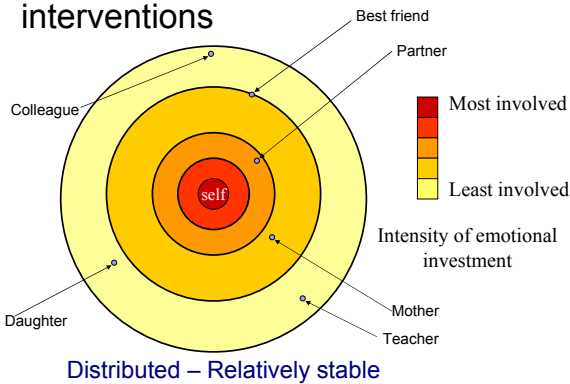 interventions
Best friend
Partner
Colleague
Most involved
self
Least involved
Intensity of emotional
investment
Mother
Daughter
Teacher
Distributed – Relatively stable